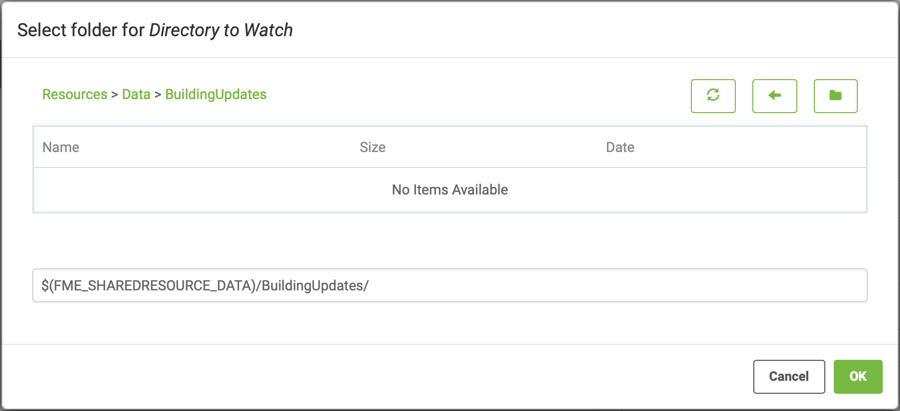 Select folder for Directory to Watch
Resources > Data > BuildingUpdates
Name Size Date
No Items Available
$(FME_SHAREDRESOURCE_DATA)/BuildingUpdates/
Cancel OK